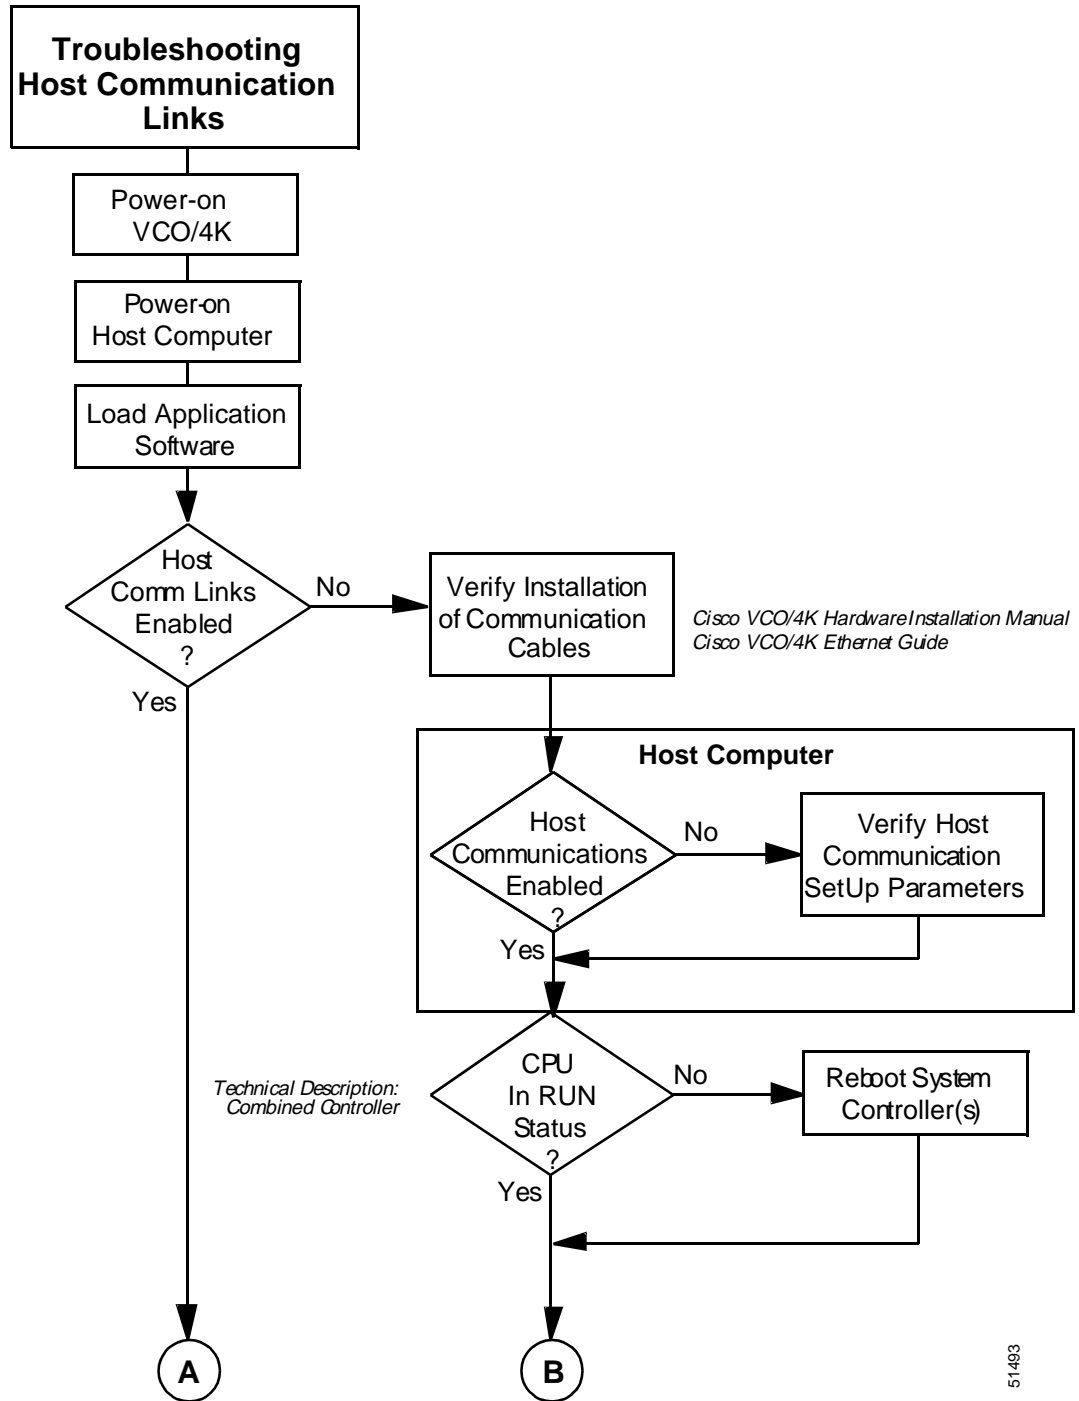 Troubleshooting
Host Communication
Links
Power-on
VCO/4K
Power-on
Host Computer
Load Application
Software
Host
Comm Links
Enabled
?
No
Yes
Verify Installation
of Communication
Cables
Cisco VCO/4K Hardware Installation Manual
Cisco VCO/4K Ethernet Guide
Host Computer
Host
Communications
Enabled
?
No
Yes
Verify Host
Communication
SetUp Parameters
Technical Description:
Combined Controller
CPU
In RUN
Status
?
No
Yes
Reboot System
Controller(s)
A
B
51493